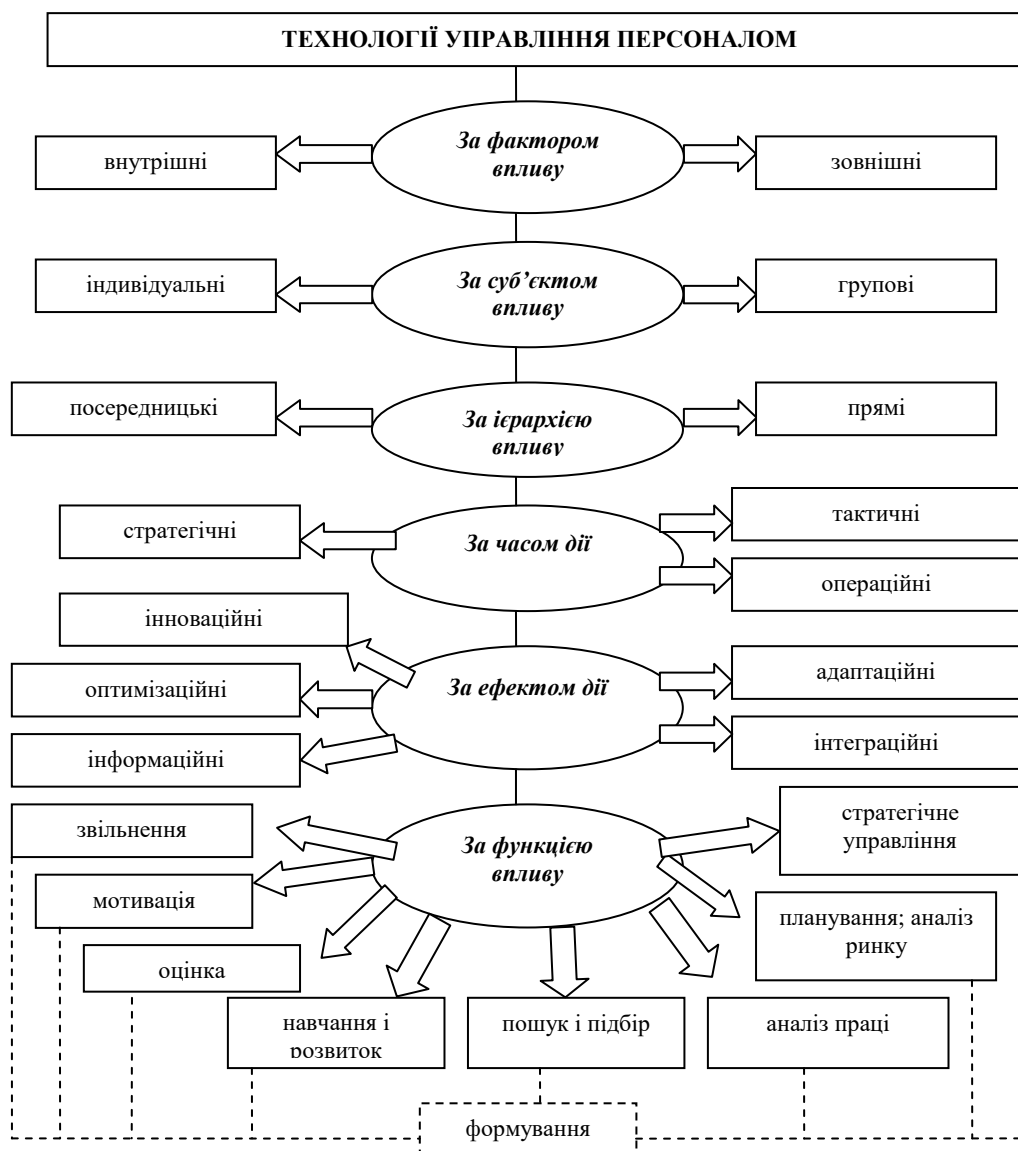 ТЕХНОЛОГІЇ УПРАВЛІННЯ ПЕРСОНАЛОМ
За фактором
впливу
внутрішні
зовнішні
За суб’єктом
впливу
індивідуальні
групові
За ієрархією
впливу
посередницькі
прямі
За часом дії
стратегічні
тактичні
операційні
За ефектом дії
інноваційні
оптимізаційні
інформаційні
адаптаційні
інтеграційні
За функцією
впливу
звільнення
мотивація
оцінка
навчання і
розвиток
пошук і підбір
аналіз праці
планування; аналіз
ринку
стратегічне
управління
формування